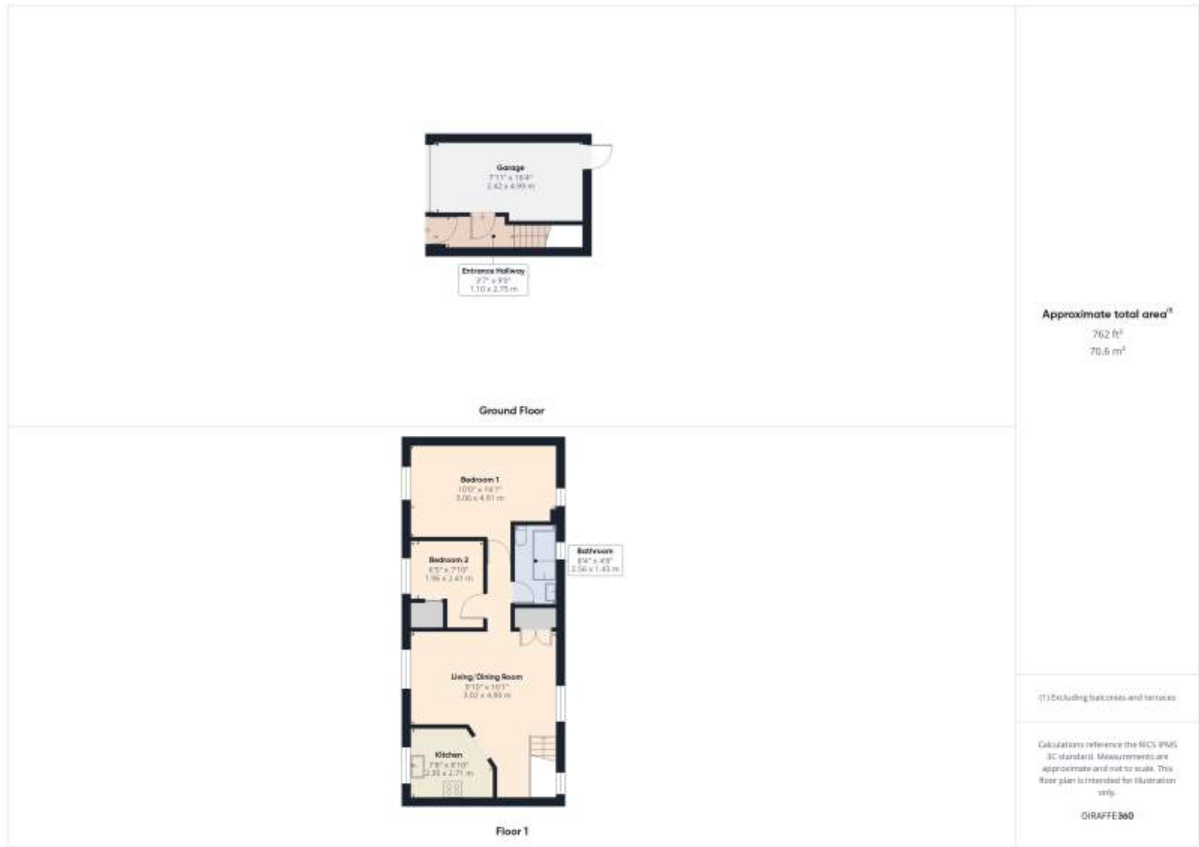 Garage
7'11" x 16'4"
2.42 x 4.99 m
Entrance Hallway
3'7" x 9'0"
1.10 x 2.75 m
Ground Floor
Approximate total area⁽¹⁾
762 ft²
70.6 m²
Bedroom 1
10'0" x 16'1"
3.06 x 4.91 m
Bedroom 2
6'5" x 7'10"
1.96 x 2.41 m
Bathroom
8'4" x 4'8"
2.56 x 1.43 m
Living/Dining Room
9'10" x 16'1"
3.02 x 4.90 m
Kitchen
7'8" x 8'10"
2.35 x 2.71 m
Floor 1
(1) Excluding balconies and terraces
Calculations reference the RICS IPMS
3C standard. Measurements are
approximate and not to scale. This
floor plan is intended for illustration
only.
GIRAFFE360